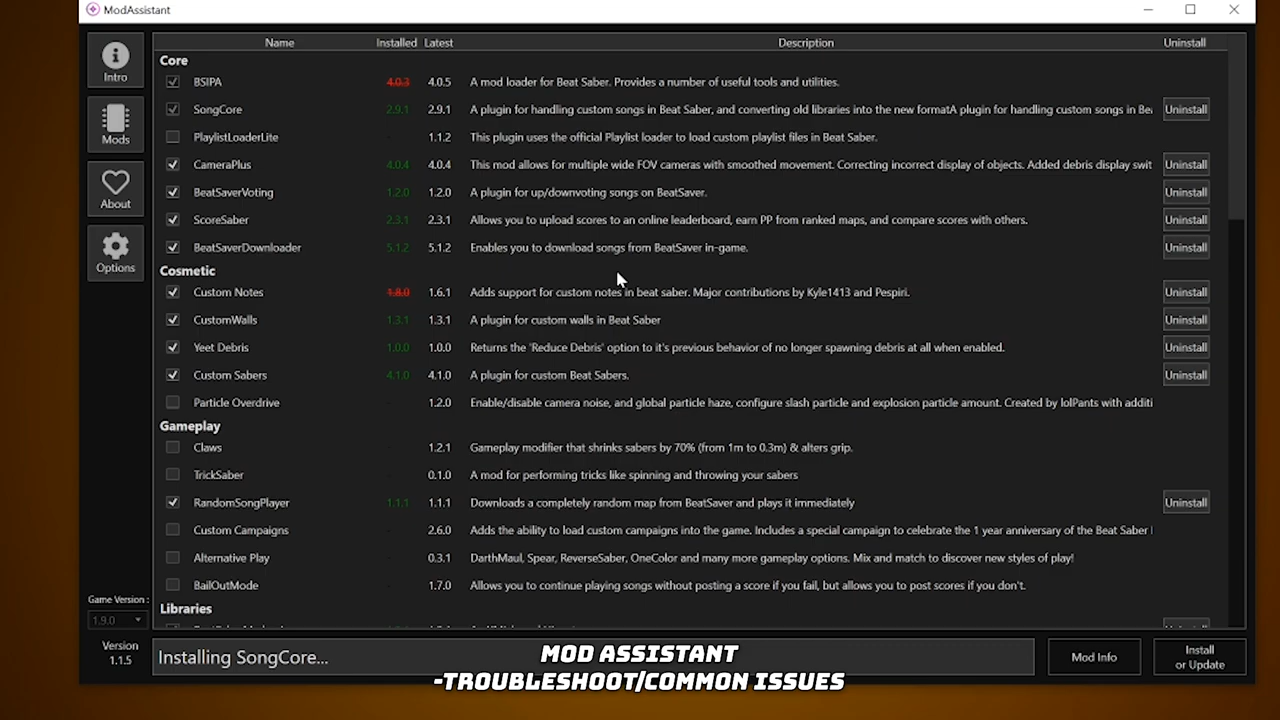 ModAssistant
Name Installed Latest Description Uninstall
Intro
Mods
About
Options
Core
BSIPA 4.0.3 4.0.5 A mod loader for Beat Saber. Provides a number of useful tools and utilities.
SongCore 2.9.1 2.9.1 A plugin for handling custom songs in Beat Saber, and converting old libraries into the new formatA plugin for handling custom songs in Be Uninstall
PlaylistLoaderLite - 1.1.2 This plugin uses the official Playlist loader to load custom playlist files in Beat Saber.
CameraPlus 4.0.4 4.0.4 This mod allows for multiple wide FOV cameras with smoothed movement. Correcting incorrect display of objects. Added debris display swit Uninstall
BeatSaverVoting 1.2.0 1.2.0 A plugin for up/downvoting songs on BeatSaver. Uninstall
ScoreSaber 2.3.1 2.3.1 Allows you to upload scores to an online leaderboard, earn PP from ranked maps, and compare scores with others. Uninstall
BeatSaverDownloader 5.1.2 5.1.2 Enables you to download songs from BeatSaver in-game. Uninstall
Cosmetic
Custom Notes 1.8.0 1.6.1 Adds support for custom notes in beat saber. Major contributions by Kyle1413 and Pespiri. Uninstall
CustomWalls 1.3.1 1.3.1 A plugin for custom walls in Beat Saber Uninstall
Yeet Debris 1.0.0 1.0.0 Returns the 'Reduce Debris' option to it's previous behavior of no longer spawning debris at all when enabled. Uninstall
Custom Sabers 4.1.0 4.1.0 A plugin for custom Beat Sabers. Uninstall
Particle Overdrive - 1.2.0 Enable/disable camera noise, and global particle haze, configure slash particle and explosion particle amount. Created by lolPants with additi
Gameplay
Claws - 1.2.1 Gameplay modifier that shrinks sabers by 70% (from 1m to 0.3m) & alters grip.
TrickSaber - 0.1.0 A mod for performing tricks like spinning and throwing your sabers
RandomSongPlayer 1.1.1 1.1.1 Downloads a completely random map from BeatSaver and plays it immediately Uninstall
Custom Campaigns - 2.6.0 Adds the ability to load custom campaigns into the game. Includes a special campaign to celebrate the 1 year anniversary of the Beat Saber
Alternative Play - 0.3.1 DarthMaul, Spear, ReverseSaber, OneColor and many more gameplay options. Mix and match to discover new styles of play!
BailOutMode - 1.7.0 Allows you to continue playing songs without posting a score if you fail, but allows you to post scores if you don't.
Libraries
Game Version :
1.9.0
Version
1.1.5
Installing SongCore...
Mod Info
Install
or Update
MOD ASSISTANT
-TROUBLESHOOT/COMMON ISSUES